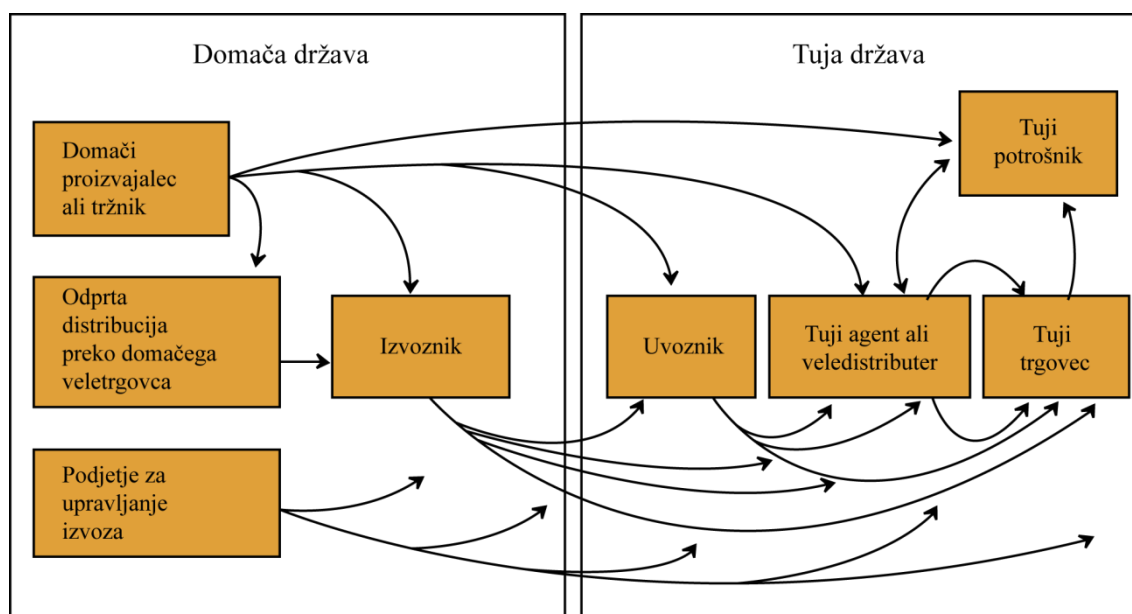 Domača država
Domači
proizvajalec
ali tržnik
Odprta
distribucija
preko domačega
veletrgovca
Izvoznik
Podjetje za
upravljanje
izvoza
Tuja država
Tuji
potrošnik
Uvoznik
Tuji agent ali
veledistributer
Tuji
trgovec